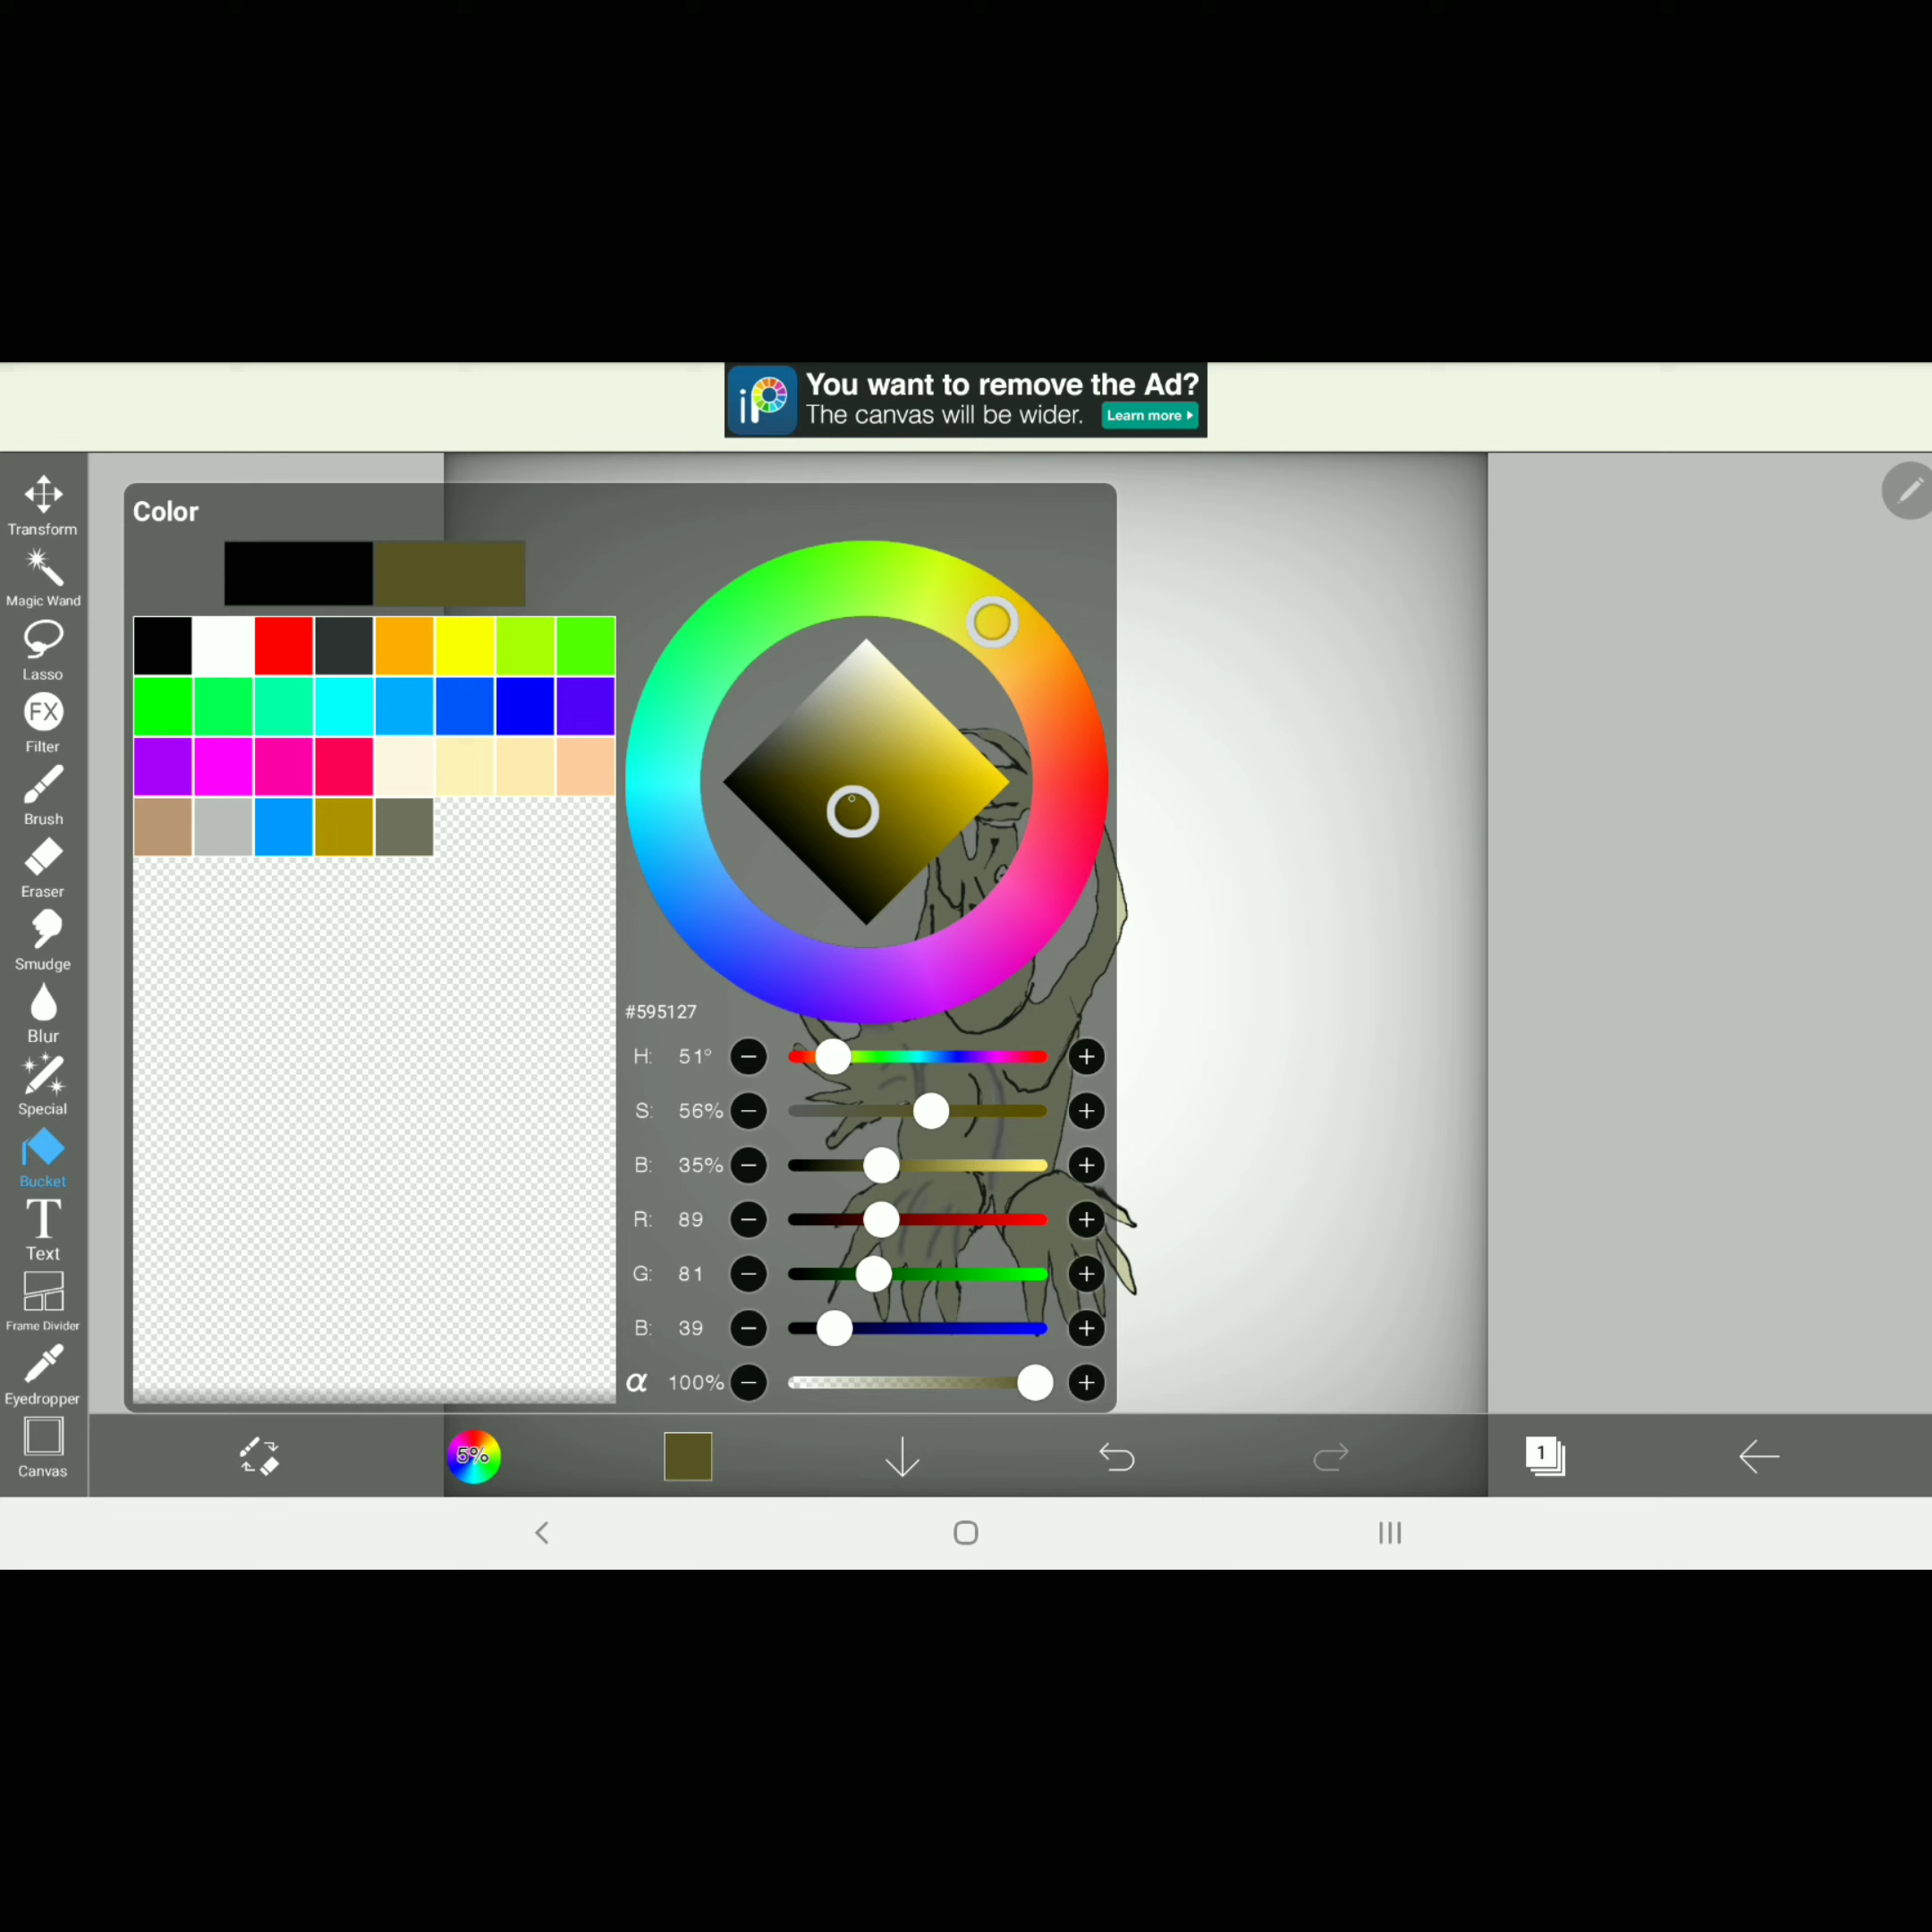 iP
You want to remove the Ad?
The canvas will be wider.
Learn more
Transform
Magic Wand
Lasso
FX
Filter
Brush
Eraser
Smudge
Blur
Special
Bucket
T
Text
Frame Divider
Eyedropper
Canvas
Color
#595127
H: 51°
S: 56%
B: 35%
R: 89
G: 81
B: 39
α 100%
5%
1